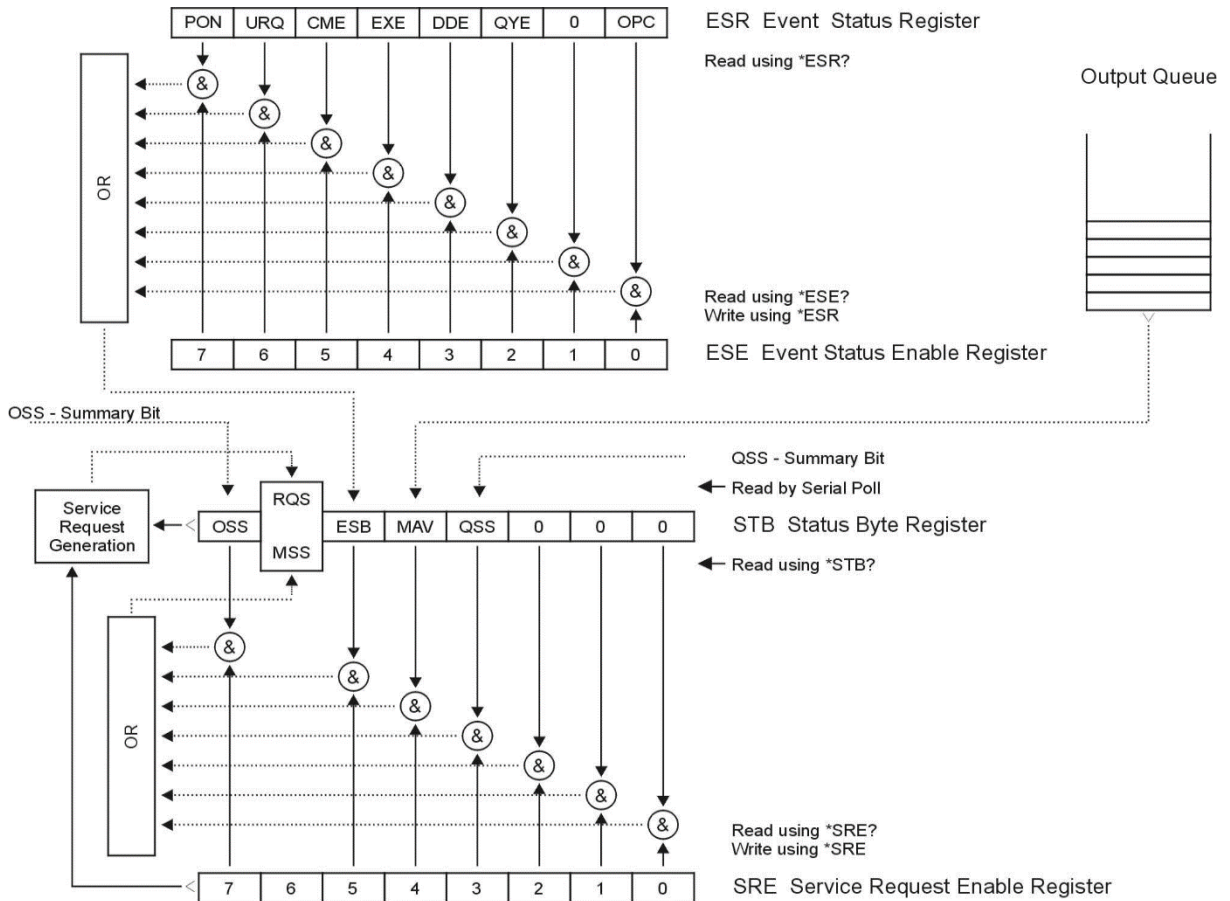 PON URQ CME EXE DDE QYE 0 OPC
ESR Event Status Register
Read using *ESR?
Output Queue
&
&
&
&
&
&
&
&
OR
Read using *ESE?
Write using *ESR
7 6 5 4 3 2 1 0
ESE Event Status Enable Register
OSS - Summary Bit
QSS - Summary Bit
Read by Serial Poll
Service
Request
Generation
RQS
OSS ESB MAV QSS 0 0 0
STB Status Byte Register
MSS
Read using *STB?
&
&
&
&
&
&
&
OR
Read using *SRE?
Write using *SRE
7 6 5 4 3 2 1 0
SRE Service Request Enable Register